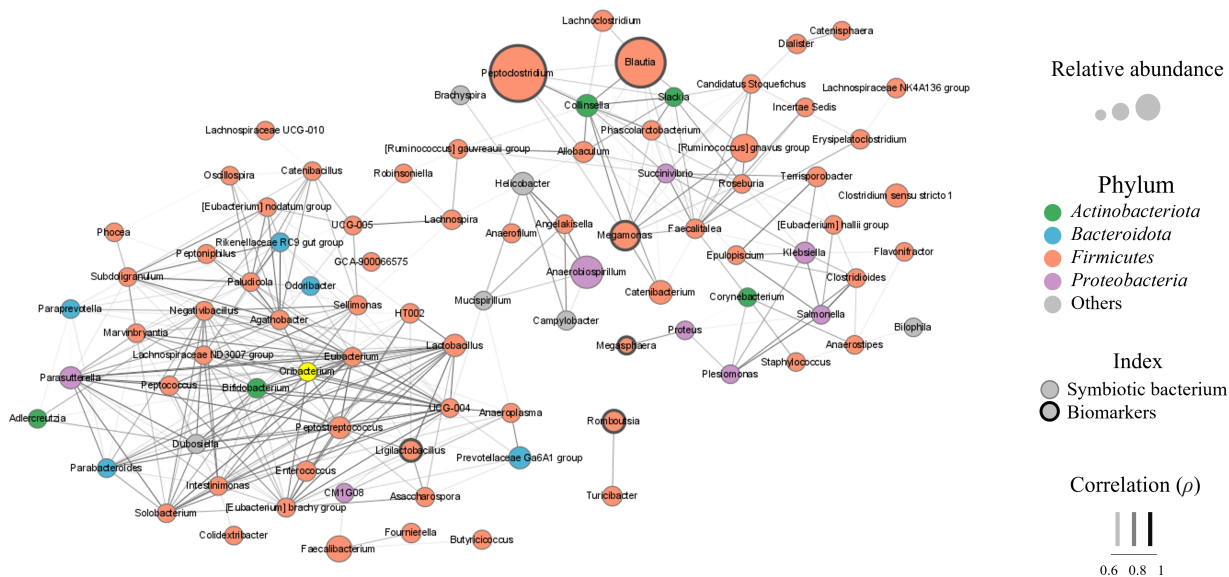 Lachnoclostridium
Catenisphaera
Dialister
Blautia
Peptoclostridium
Candidatus Stoquefichus
Lachnospiraceae NK4A136 group
Brachyspira
Slackia
Collinsella
Incertae Sedis
Lachnospiraceae UCG-010
Phascolarctobacterium
Erysipelatoclostridium
[Ruminococcus] gauvreauii group
Allobaculum
[Ruminococcus] gnavus group
Oscillospira
Catenibacillus
Robinsoniella
Succinivibrio
Terrisporobacter
Helicobacter
Roseburia
Clostridium sensu stricto 1
[Eubacterium] nodatum group
UCG-005
Lachnospira
Angelakisella
[Eubacterium] hallii group
Phocea
Anaerofilum
Megamonas
Faecalitalea
Rikenellaceae RC9 gut group
Peptoniphilus
GCA-900066575
Epulopiscium
Klebsiella
Flavonifractor
Subdoligranulum
Paludicola
Odoribacter
Anaerobiospirillum
Clostridioides
Catenibacterium
Corynebacterium
Mucispirillum
Paraprevotella
Negativibacillus
Sellimonas
HT002
Agathobacter
Campylobacter
Salmonella
Bilophila
Marvinbryantia
Proteus
Lachnospiraceae ND3007 group
Eubacterium
Lactobacillus
Megasphaera
Anaerostipes
Staphylococcus
Parasutterella
Oribacterium
Plesiomonas
Peptococcus
Bifidobacterium
Adlercreutzia
UCG-004
Anaeroplasma
Romboutsia
Peptostreptococcus
Dubosiella
Ligilactobacillus
Prevotellaceae Ga6A1 group
Parabacteroides
Enterococcus
Intestinimonas
CM1G08
Asaccharospora
Turicibacter
Solobacterium
[Eubacterium] brachy group
Colidextribacter
Fournierella
Butyricicoccus
Faecalibacterium
Relative abundance
Phylum
Actinobacteriota
Bacteroidota
Firmicutes
Proteobacteria
Others
Index
Symbiotic bacterium
Biomarkers
Correlation (ρ)
0.6 0.8 1